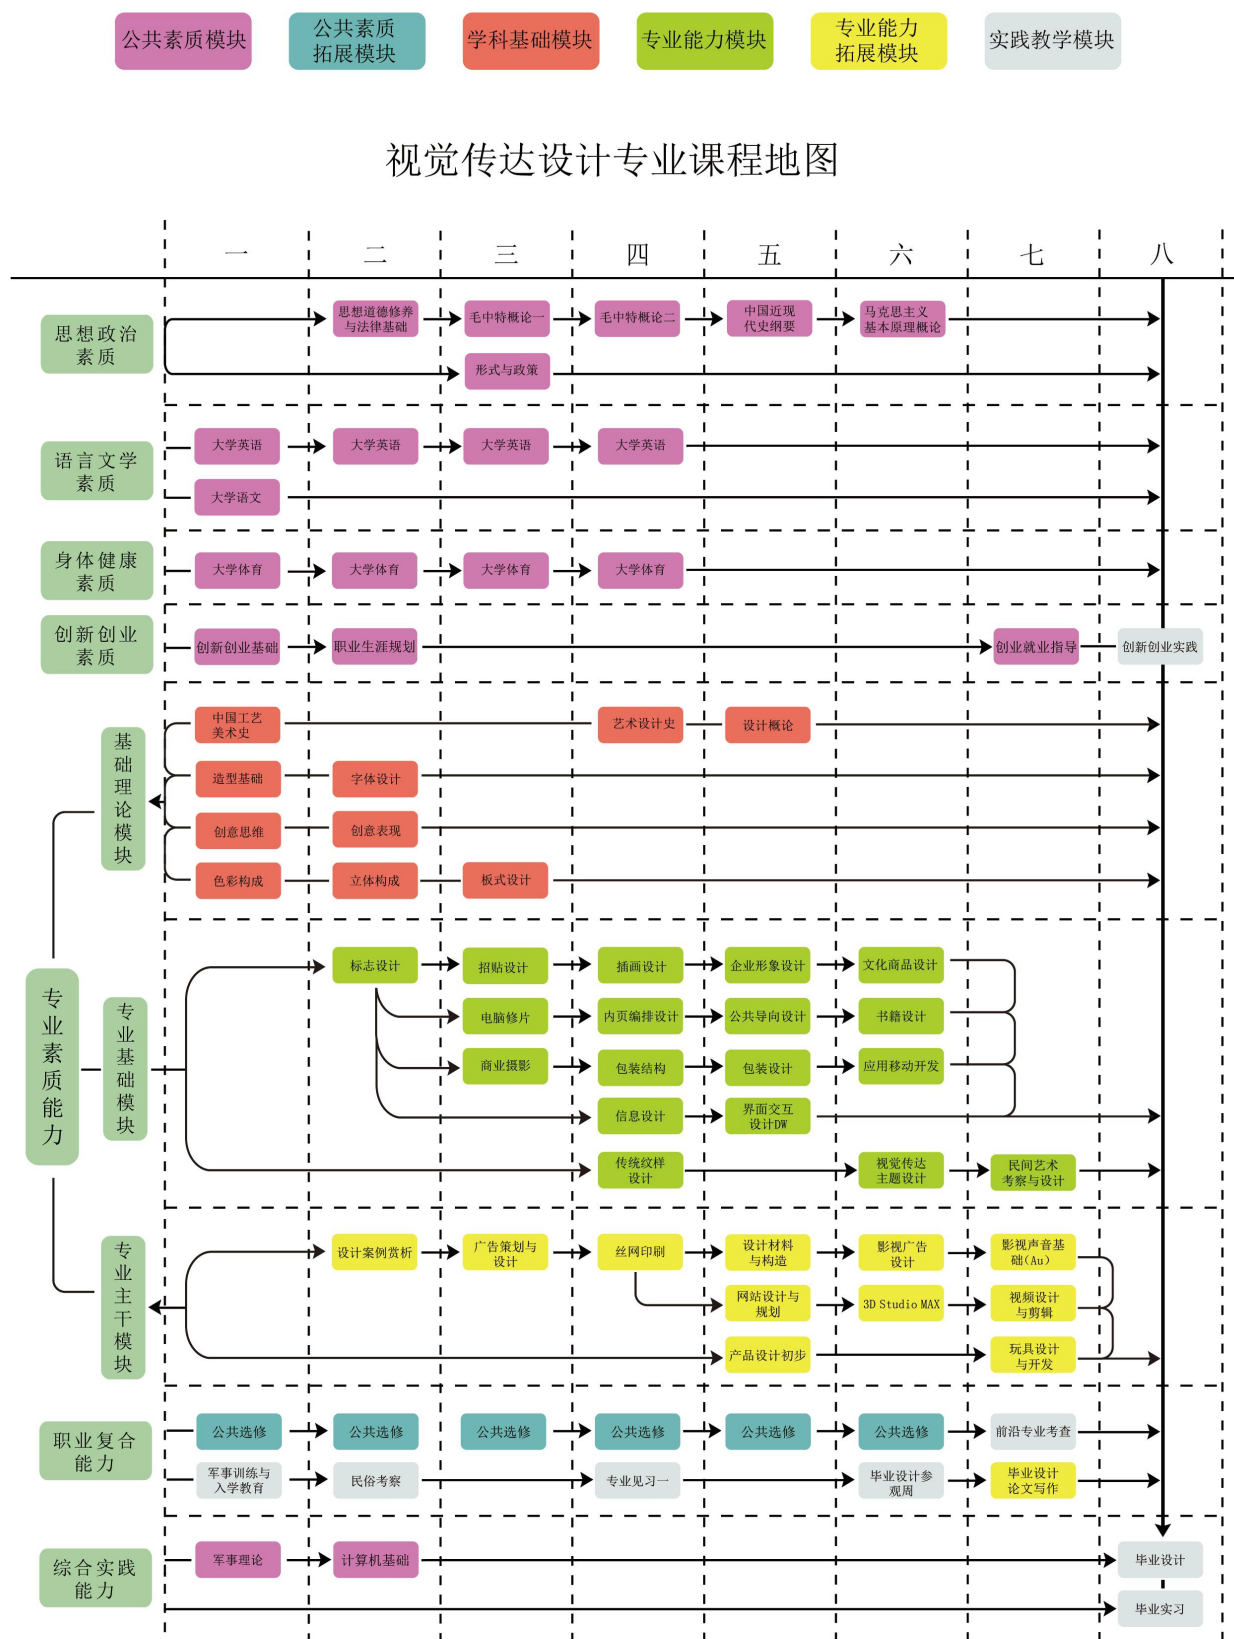 公共素质模块
公共素质
拓展模块
学科基础模块
专业能力模块
专业能力
拓展模块
实践教学模块
视觉传达设计专业课程地图
一
二
三
四
五
六
七
八
思想政治
素质
思想道德修养
与法律基础
毛中特概论一
毛中特概论二
中国近现
代史纲要
马克思主义
基本原理概论
形式与政策
语言文学
素质
大学英语
大学英语
大学英语
大学英语
大学语文
身体健康
素质
大学体育
大学体育
大学体育
大学体育
创新创业
素质
创新创业基础
职业生涯规划
创业就业指导
创新创业实践
专业素质能力
基础理论模块
中国工艺
美术史
艺术设计史
设计概论
造型基础
字体设计
创意思维
创意表现
色彩构成
立体构成
板式设计
专业基础模块
标志设计
招贴设计
插画设计
企业形象设计
文化商品设计
电脑修片
内页编排设计
公共导向设计
书籍设计
商业摄影
包装结构
包装设计
应用移动开发
信息设计
界面交互
设计DW
传统纹样
设计
视觉传达
主题设计
民间艺术
考察与设计
专业主干模块
设计案例赏析
广告策划与
设计
丝网印刷
设计材料
与构造
影视广告
设计
影视声音基
础(Au)
网站设计与
规划
3D Studio MAX
视频设计
与剪辑
产品设计初步
玩具设计
与开发
职业复合
能力
公共选修
公共选修
公共选修
公共选修
公共选修
公共选修
前沿专业考查
军事训练与
入学教育
民俗考察
专业见习一
毕业设计参
观周
毕业设计
论文写作
综合实践
能力
军事理论
计算机基础
毕业设计
毕业实习